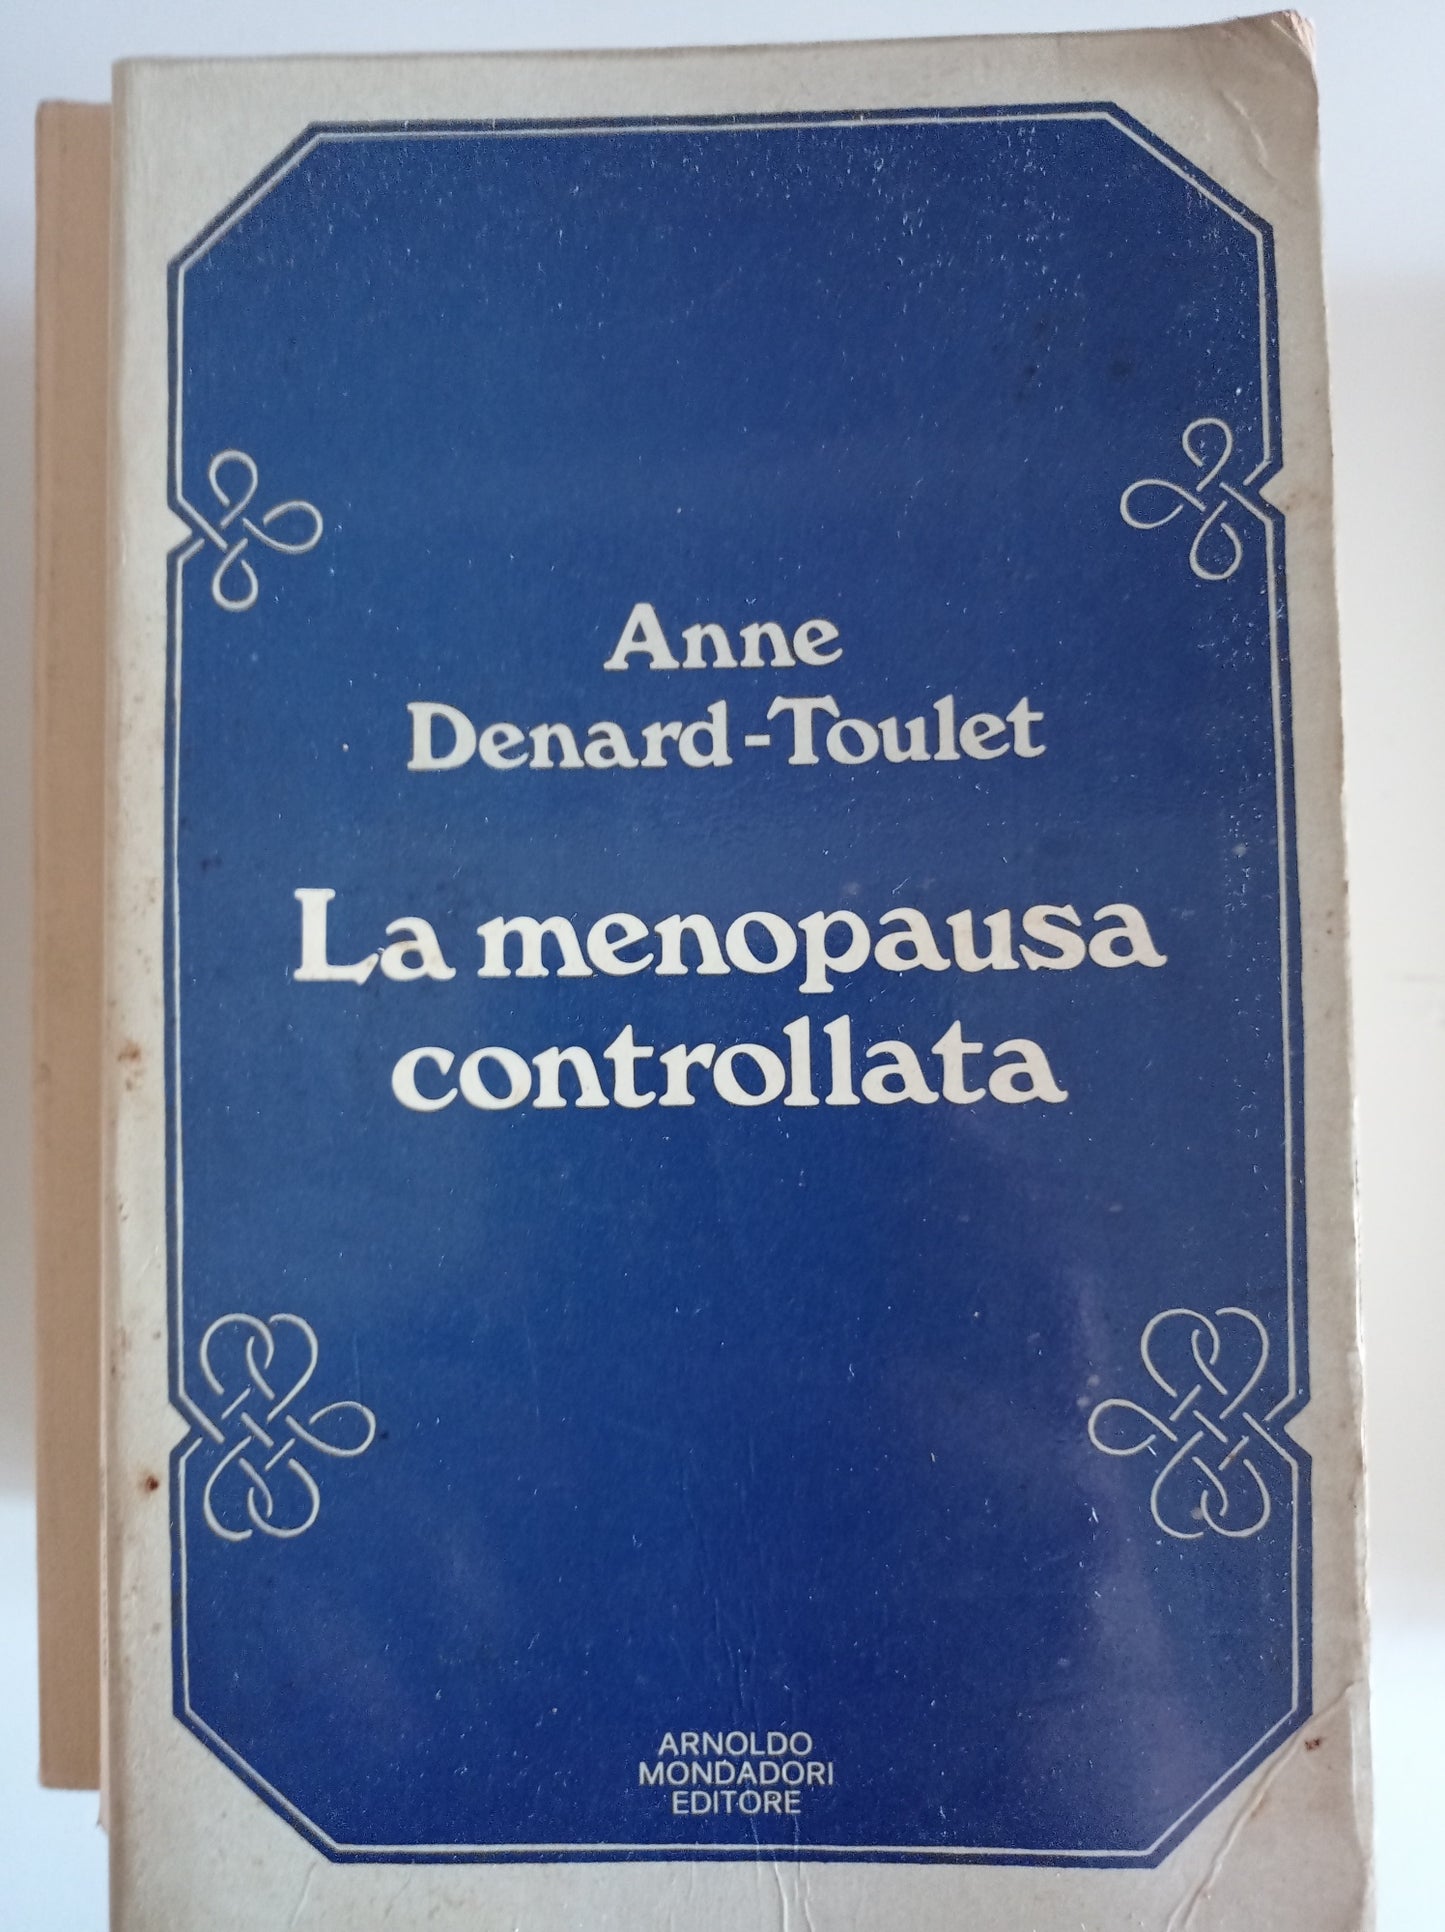 Anne
Denard-Toulet
La menopausa
controllata
ARNOLDO
MONDADORI
EDITORE